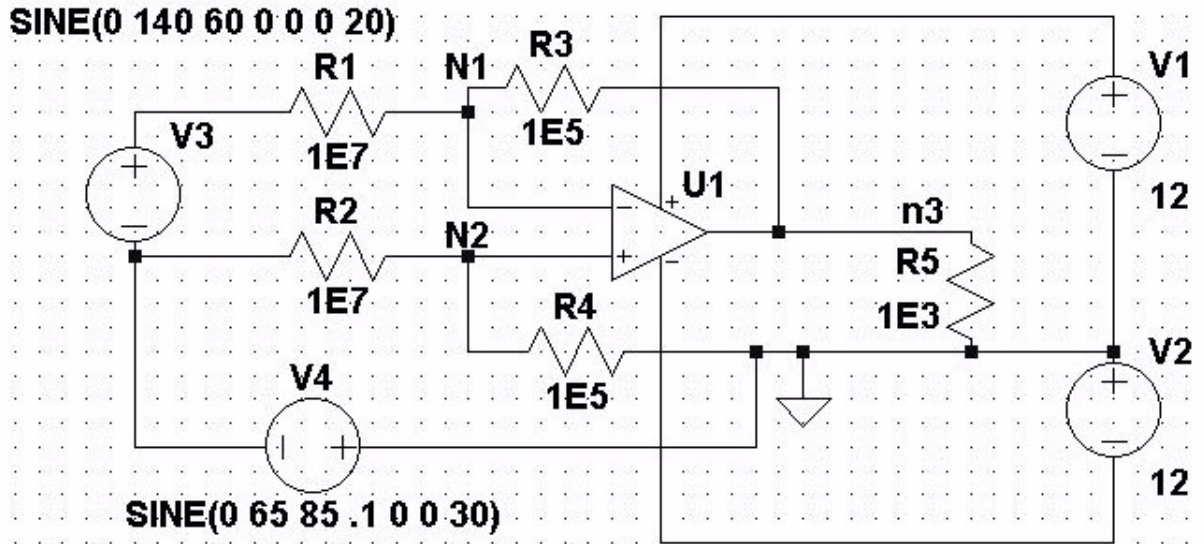 SINE(0 140 60 0 0 0 20)
R3
R1
N1
V1
V3
1E5
1E7
U1
R2
N2
n3
12
R5
1E7
R4
1E3
V4
1E5
V2
12
SINE(0 65 85 .1 0 0 30)